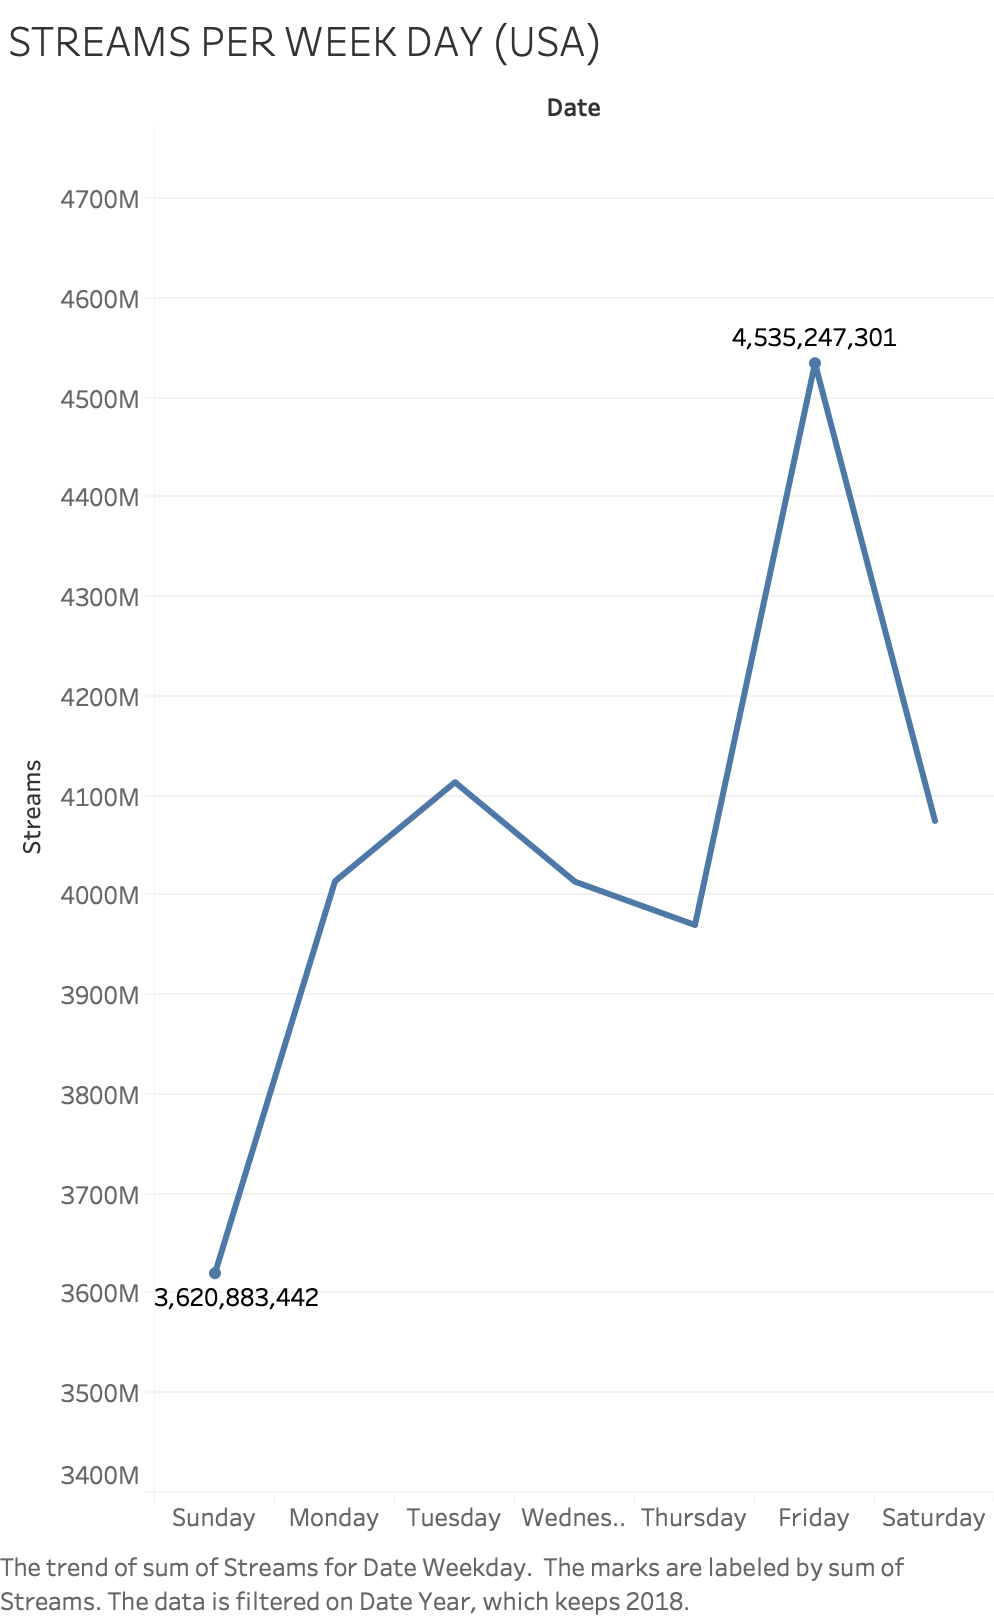 STREAMS PER WEEK DAY (USA)
Date
4700M
4600M
4,535,247,301
4500M
4400M
4300M
4200M
Streams
4100M
4000M
3900M
3800M
3700M
3600M
3,620,883,442
3500M
3400M
Sunday Monday Tuesday Wednes.. Thursday Friday Saturday
The trend of sum of Streams for Date Weekday.  The marks are labeled by sum of
Streams. The data is filtered on Date Year, which keeps 2018.